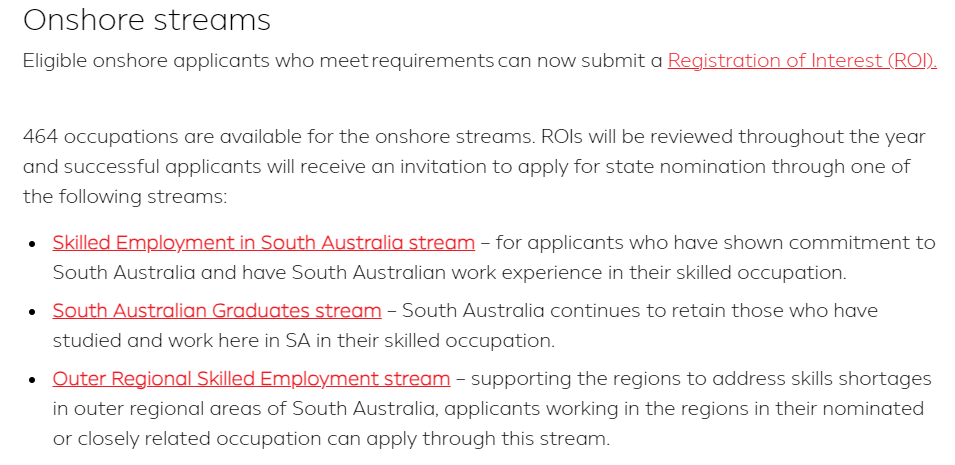 Onshore streams
Eligible onshore applicants who meet requirements can now submit a Registration of Interest (ROI).
464 occupations are available for the onshore streams. ROIs will be reviewed throughout the year
and successful applicants will receive an invitation to apply for state nomination through one of
the following streams:
• Skilled Employment in South Australia stream – for applicants who have shown commitment to
South Australia and have South Australian work experience in their skilled occupation.
• South Australian Graduates stream – South Australia continues to retain those who have
studied and work here in SA in their skilled occupation.
• Outer Regional Skilled Employment stream – supporting the regions to address skills shortages
in outer regional areas of South Australia, applicants working in the regions in their nominated
or closely related occupation can apply through this stream.